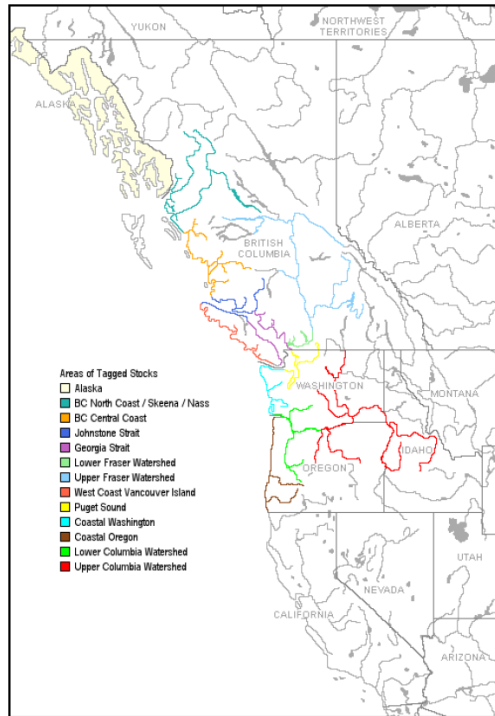 YUKON
NORTHWEST
TERRITORIES
ALASKA
ALBERTA
BRITISH
COLUMBIA
Areas of Tagged Stocks
Alaska
BC North Coast / Skeena / Nass
BC Central Coast
Johnstone Strait
Georgia Strait
Lower Fraser Watershed
Upper Fraser Watershed
West Coast Vancouver Island
Puget Sound
Coastal Washington
Coastal Oregon
Lower Columbia Watershed
Upper Columbia Watershed
WASHINGTON
MONTANA
IDAHO
OREGON
UTAH
NEVADA
CALIFORNIA
ARIZONA